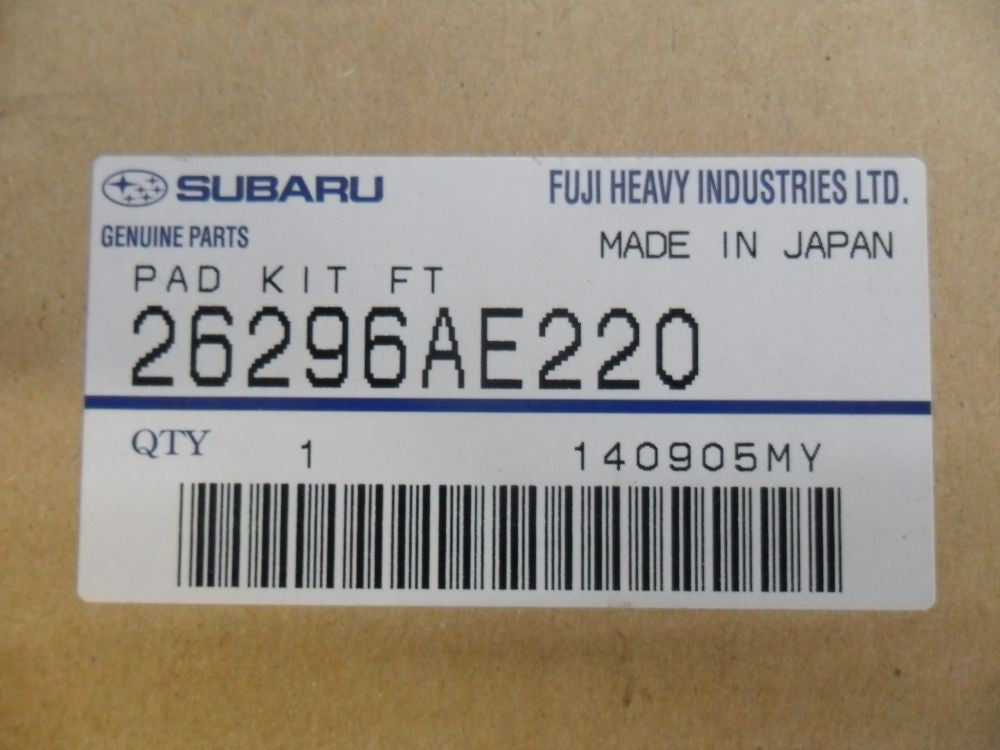 SUBARU FUJI HEAVY INDUSTRIES LTD.
GENUINE PARTS MADE IN JAPAN
PAD KIT FT
26296AE220
QTY 1 140905MY